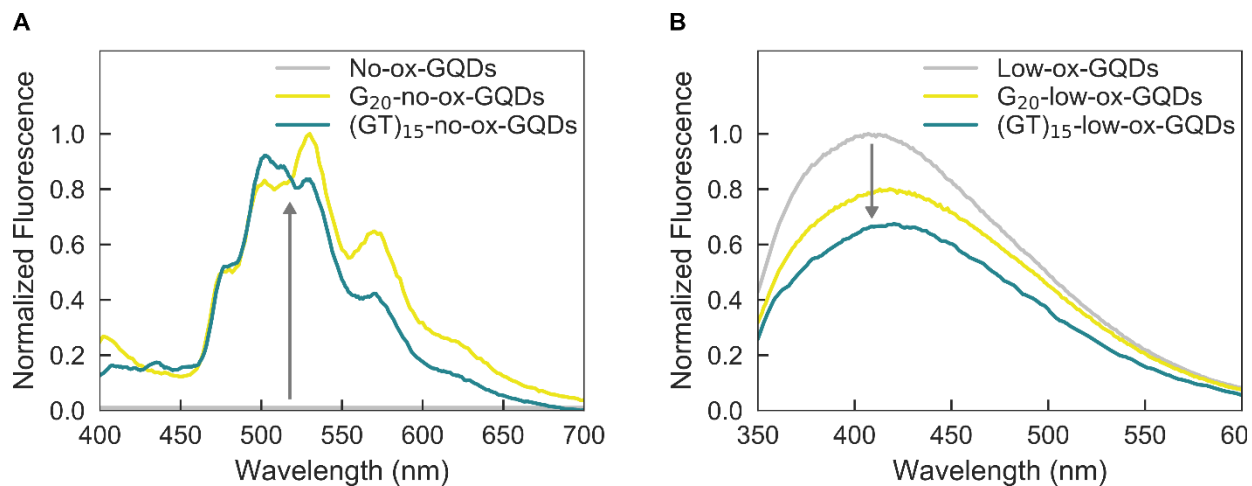 A
No-ox-GQDs
G20-no-ox-GQDs
(GT)15-no-ox-GQDs
Normalized Fluorescence
1.0
0.8
0.6
0.4
0.2
0.0
400 450 500 550 600 650 700
Wavelength (nm)
B
Low-ox-GQDs
G20-low-ox-GQDs
(GT)15-low-ox-GQDs
Normalized Fluorescence
1.0
0.8
0.6
0.4
0.2
0.0
350 400 450 500 550 60
Wavelength (nm)